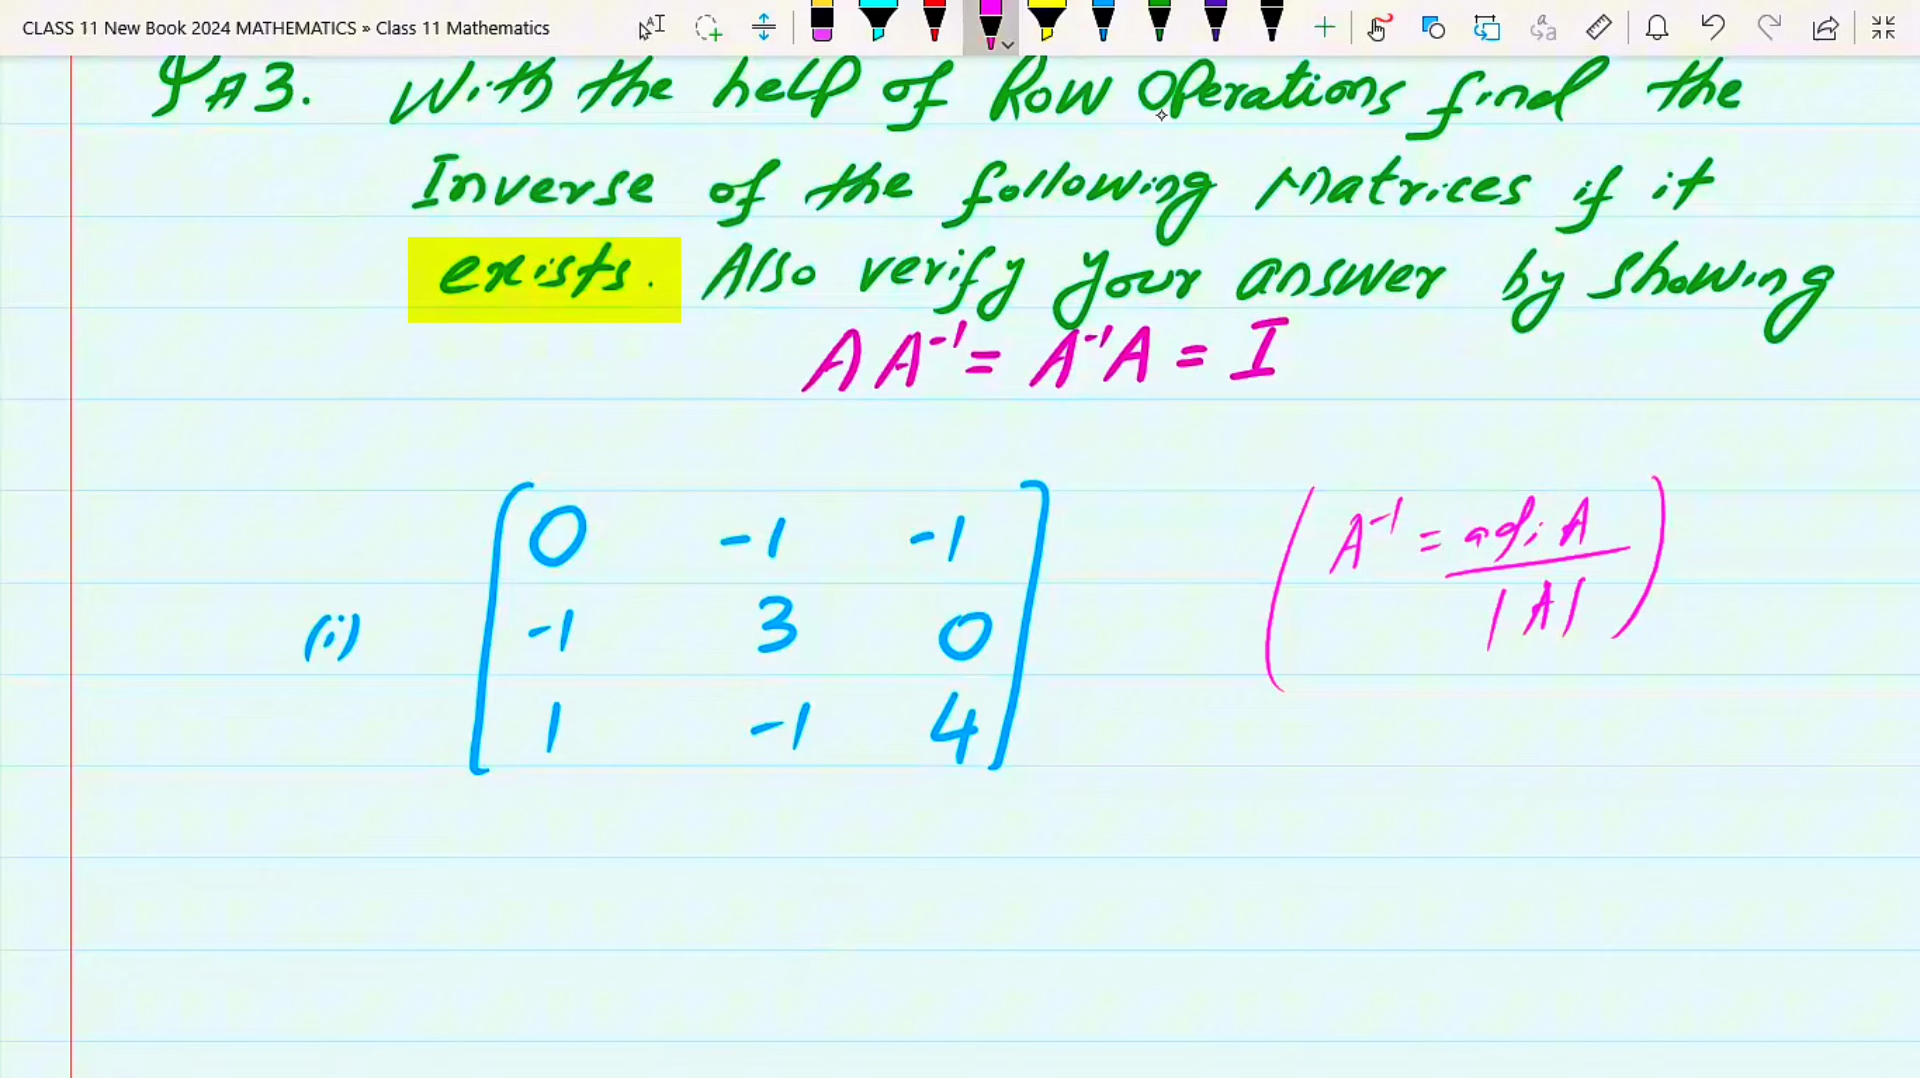 CLASS 11 New Book 2024 MATHEMATICS » Class 11 Mathematics
3. With the help of Row Operations find the
Inverse of the following Matrices if it
exists. Also verify your answer by showing
A A⁻¹ = A⁻¹A = I
(i)
0 -1 -1
-1 3 0
1 -1 4
(A⁻¹ = adj A / |A|)